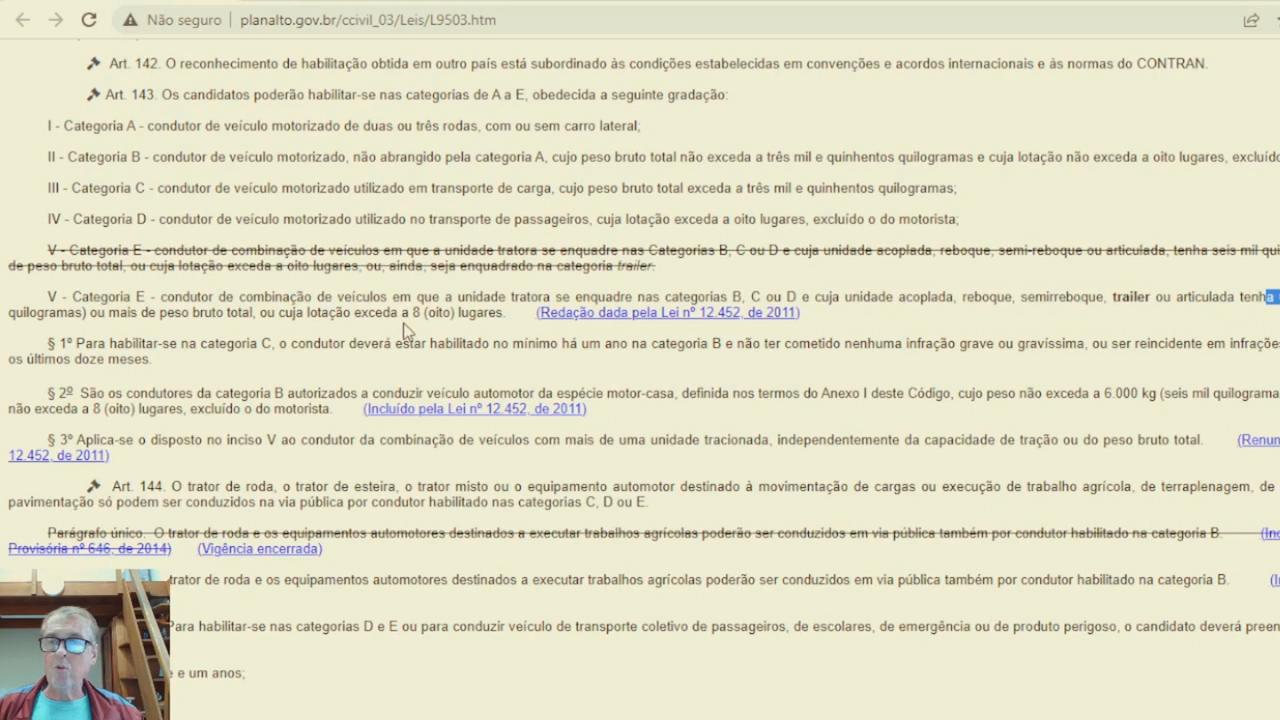 Não seguro planalto.gov.br/ccivil_03/Leis/L9503.htm
Art. 142. O reconhecimento de habilitação obtida em outro país está subordinado às condições estabelecidas em convenções e acordos internacionais e às normas do CONTRAN.
Art. 143. Os candidatos poderão habilitar-se nas categorias de A a E, obedecida a seguinte gradação:
I - Categoria A - condutor de veículo motorizado de duas ou três rodas, com ou sem carro lateral;
II - Categoria B - condutor de veículo motorizado, não abrangido pela categoria A, cujo peso bruto total não exceda a três mil e quinhentos quilogramas e cuja lotação não exceda a oito lugares, excluído
III - Categoria C - condutor de veículo motorizado utilizado em transporte de carga, cujo peso bruto total exceda a três mil e quinhentos quilogramas;
IV - Categoria D - condutor de veículo motorizado utilizado no transporte de passageiros, cuja lotação exceda a oito lugares, excluído o do motorista;
V - Categoria E - condutor de combinação de veículos em que a unidade tratora se enquadre nas Categorias B, C ou D e cuja unidade acoplada, reboque, semi-reboque ou articulada, tenha seis mil qui
de peso bruto total, ou cuja lotação exceda a oito lugares, ou, ainda, seja enquadrado na categoria trailer.
V - Categoria E - condutor de combinação de veículos em que a unidade tratora se enquadre nas categorias B, C ou D e cuja unidade acoplada, reboque, semirreboque, trailer ou articulada tenha
quilogramas) ou mais de peso bruto total, ou cuja lotação exceda a 8 (oito) lugares. (Redação dada pela Lei nº 12.452, de 2011)
§ 1º Para habilitar-se na categoria C, o condutor deverá estar habilitado no mínimo há um ano na categoria B e não ter cometido nenhuma infração grave ou gravíssima, ou ser reincidente em infraçõe
os últimos doze meses.
§ 2º São os condutores da categoria B autorizados a conduzir veículo automotor da espécie motor-casa, definida nos termos do Anexo I deste Código, cujo peso não exceda a 6.000 kg (seis mil quilograma
não exceda a 8 (oito) lugares, excluído o do motorista. (Incluído pela Lei nº 12.452, de 2011)
§ 3º Aplica-se o disposto no inciso V ao condutor da combinação de veículos com mais de uma unidade tracionada, independentemente da capacidade de tração ou do peso bruto total. (Renun
12.452, de 2011)
Art. 144. O trator de roda, o trator de esteira, o trator misto ou o equipamento automotor destinado à movimentação de cargas ou execução de trabalho agrícola, de terraplenagem, de
pavimentação só podem ser conduzidos na via pública por condutor habilitado nas categorias C, D ou E.
Parágrafo único. O trator de roda e os equipamentos automotores destinados a executar trabalhos agrícolas poderão ser conduzidos em via pública também por condutor habilitado na categoria B. (Inc
Provisória nº 646, de 2014) (Vigência encerrada)
trator de roda e os equipamentos automotores destinados a executar trabalhos agrícolas poderão ser conduzidos em via pública também por condutor habilitado na categoria B. (I
Para habilitar-se nas categorias D e E ou para conduzir veículo de transporte coletivo de passageiros, de escolares, de emergência ou de produto perigoso, o candidato deverá preen
e e um anos;